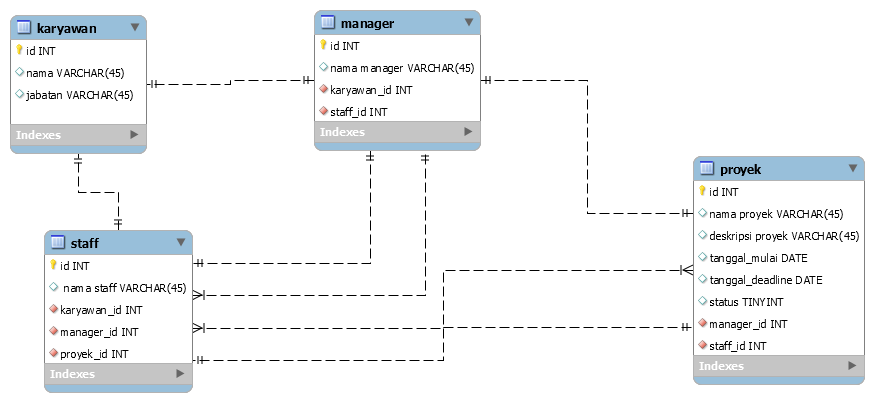 karyawan
id INT
nama VARCHAR(45)
jabatan VARCHAR(45)
Indexes
manager
id INT
nama manager VARCHAR(45)
karyawan_id INT
staff_id INT
Indexes
staff
id INT
nama staff VARCHAR(45)
karyawan_id INT
manager_id INT
proyek_id INT
Indexes
proyek
id INT
nama proyek VARCHAR(45)
deskripsi proyek VARCHAR(45)
tanggal_mulai DATE
tanggal_deadline DATE
status TINYINT
manager_id INT
staff_id INT
Indexes